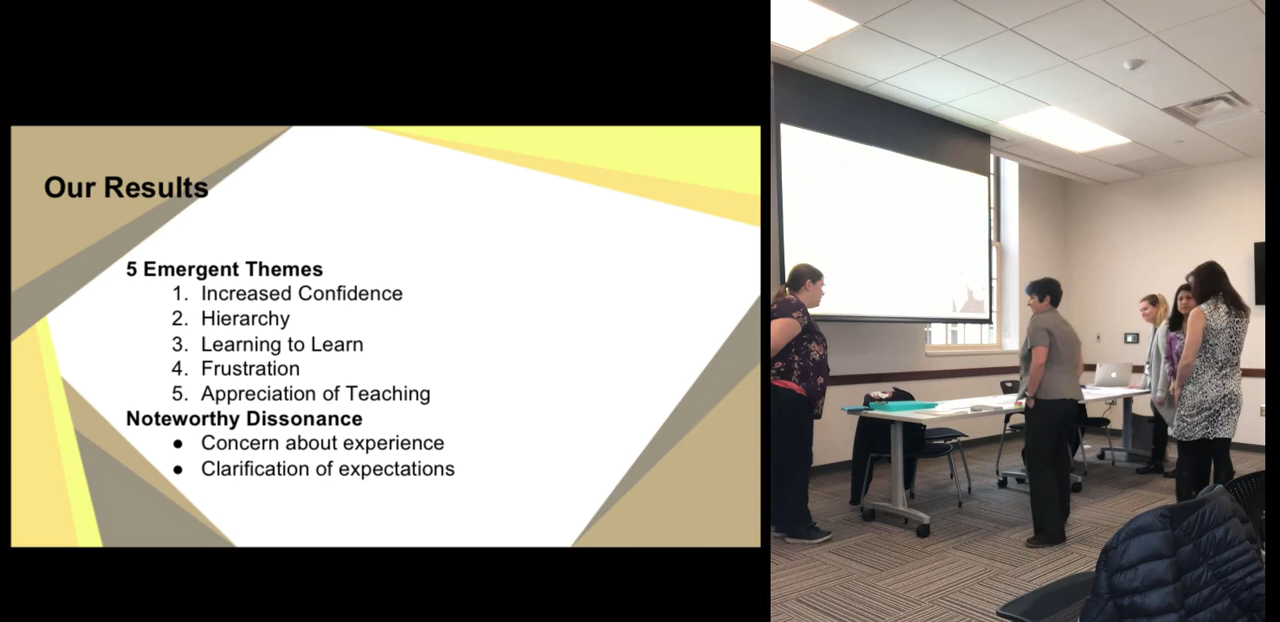 Our Results
5 Emergent Themes
1. Increased Confidence
2. Hierarchy
3. Learning to Learn
4. Frustration
5. Appreciation of Teaching
Noteworthy Dissonance
● Concern about experience
● Clarification of expectations